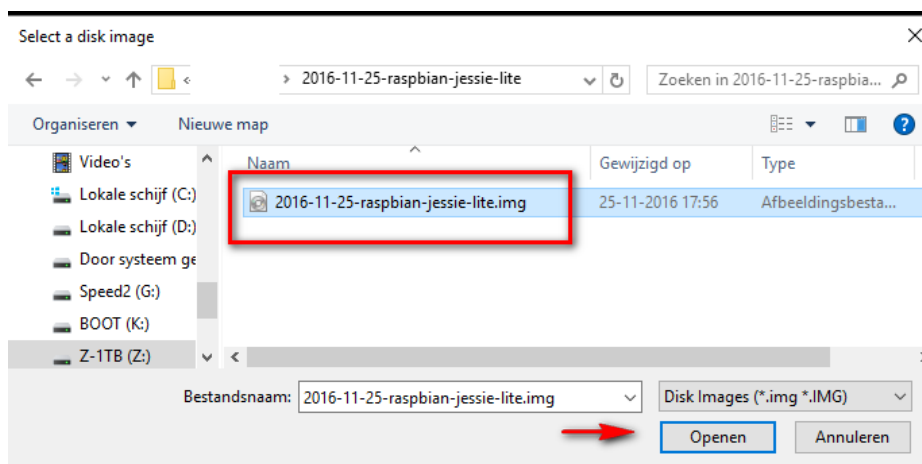 Select a disk image
« > 2016-11-25-raspbian-jessie-lite Zoeken in 2016-11-25-raspbia...
Organiseren Nieuwe map
Naam Gewijzigd op Type
Video's
2016-11-25-raspbian-jessie-lite.img 25-11-2016 17:56 Afbeeldingsbesta...
Lokale schijf (C:)
Lokale schijf (D:)
Door systeem ge
Speed2 (G:)
BOOT (K:)
Z-1TB (Z:)
Bestandsnaam: 2016-11-25-raspbian-jessie-lite.img Disk Images (*.img *.IMG)
Openen Annuleren